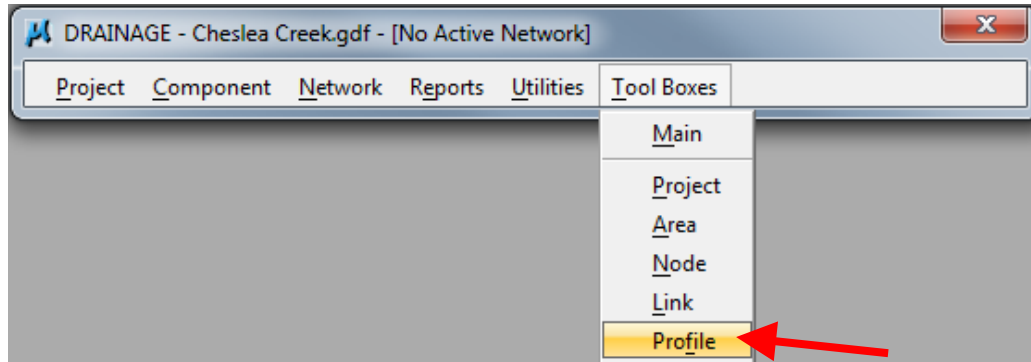 DRAINAGE - Cheslea Creek.gdf - [No Active Network]
Project Component Network Reports Utilities Tool Boxes
Main
Project
Area
Node
Link
Profile